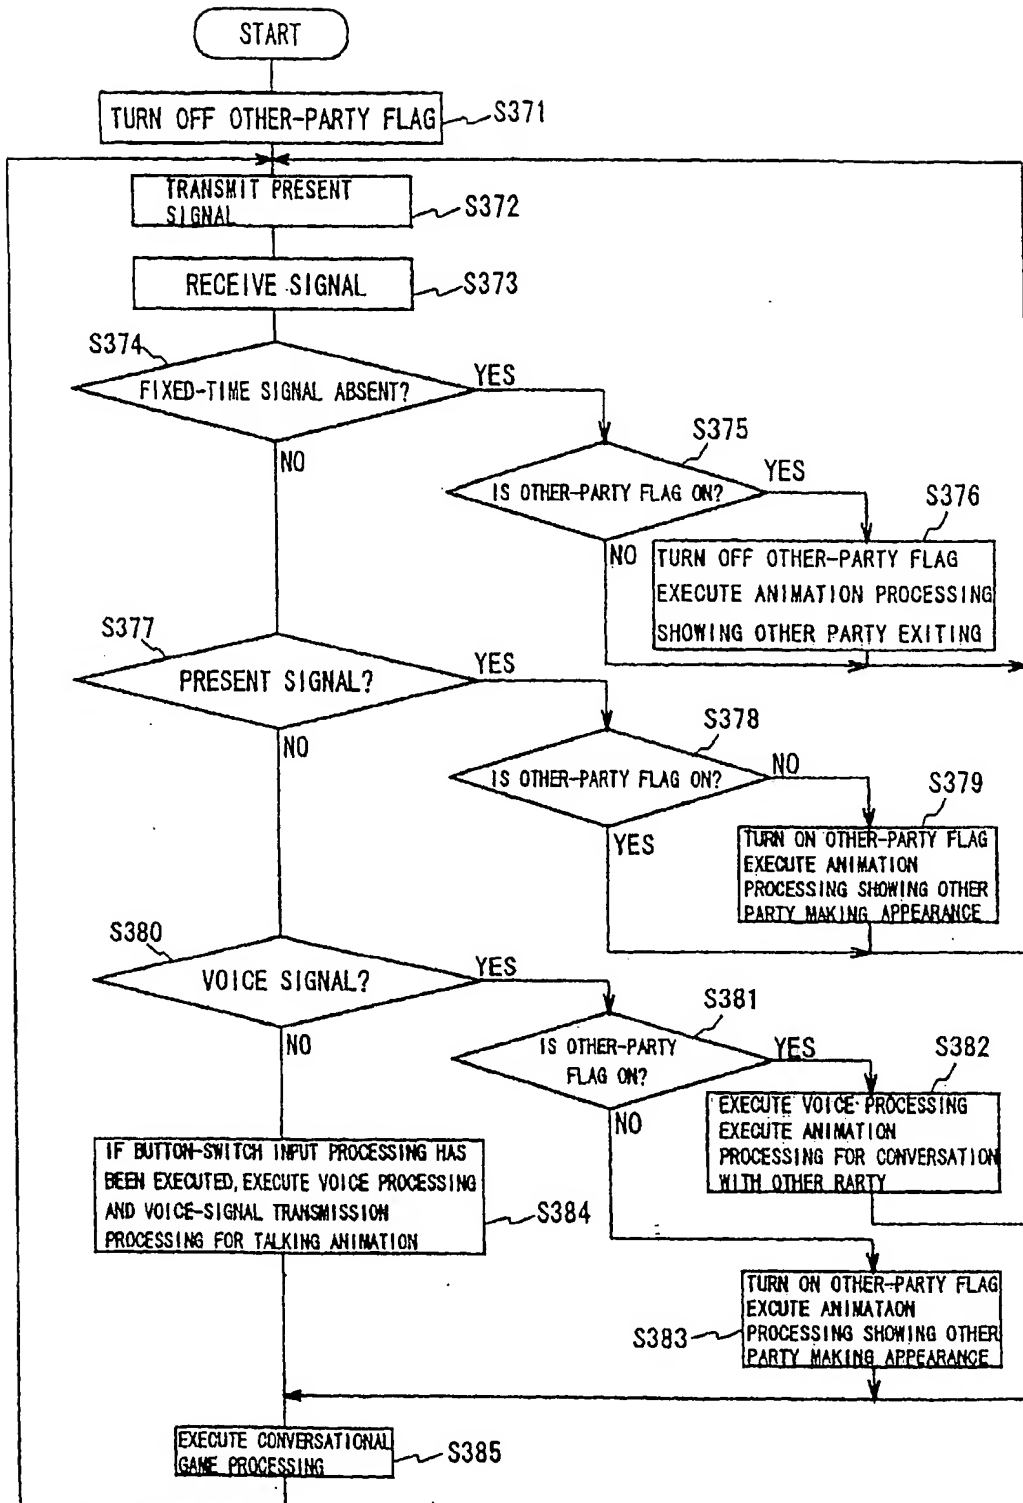 START
TURN OFF OTHER-PARTY FLAG
S371
TRANSMIT PRESENT
SIGNAL
S372
RECEIVE SIGNAL
S373
S374
FIXED-TIME SIGNAL ABSENT?
YES
NO
S375
IS OTHER-PARTY FLAG ON?
YES
NO
S376
TURN OFF OTHER-PARTY FLAG
EXECUTE ANIMATION PROCESSING
SHOWING OTHER PARTY EXITING
S377
PRESENT SIGNAL?
YES
NO
S378
IS OTHER-PARTY FLAG ON?
NO
YES
S379
TURN ON OTHER-PARTY FLAG
EXECUTE ANIMATION
PROCESSING SHOWING OTHER
PARTY MAKING APPEARANCE
S380
VOICE SIGNAL?
YES
NO
S381
IS OTHER-PARTY
FLAG ON?
YES
NO
S382
EXECUTE VOICE PROCESSING
EXECUTE ANIMATION
PROCESSING FOR CONVERSATION
WITH OTHER RARTY
IF BUTTON-SWITCH INPUT PROCESSING HAS
BEEN EXECUTED, EXECUTE VOICE PROCESSING
AND VOICE-SIGNAL TRANSMISSION
PROCESSING FOR TALKING ANIMATION
S384
TURN ON OTHER-PARTY FLAG
EXCUTE ANIMATAON
PROCESSING SHOWING OTHER
PARTY MAKING APPEARANCE
S383
EXECUTE CONVERSATIONAL
GAME PROCESSING
S385